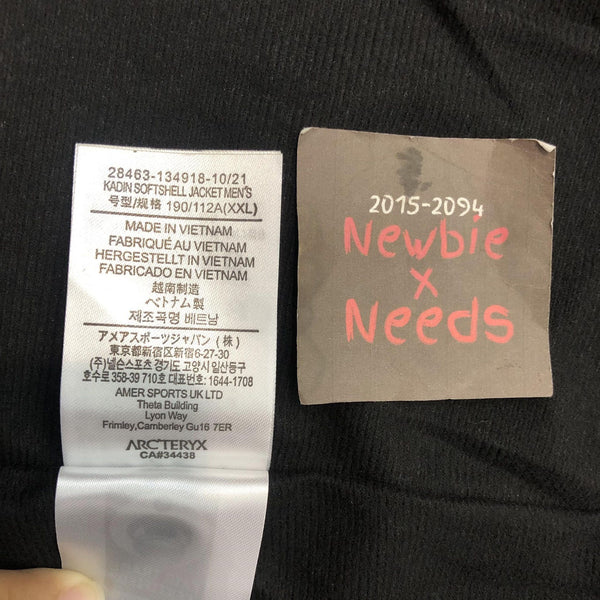 28463-134918-10/21
KADIN SOFTSHELL JACKET MEN'S
号型/规格 190/112A(XXL)
MADE IN VIETNAM
FABRIQUÉ AU VIETNAM
HERGESTELLT IN VIETNAM
FABRICADO EN VIETNAM
越南制造
ベトナム製
제조국명 베트남
アメアスポーツジャパン (株)
東京都新宿区新宿6-27-30
(주)넬슨스포츠 경기도 고양시 일산동구
호수로 358-39 710호 대표번호: 1644-1708
AMER SPORTS UK LTD
Theta Building
Lyon Way
Frimley,Camberley Gu16 7ER
ARC'TERYX
CA#34438
2015-2094
Newbie
x
Needs